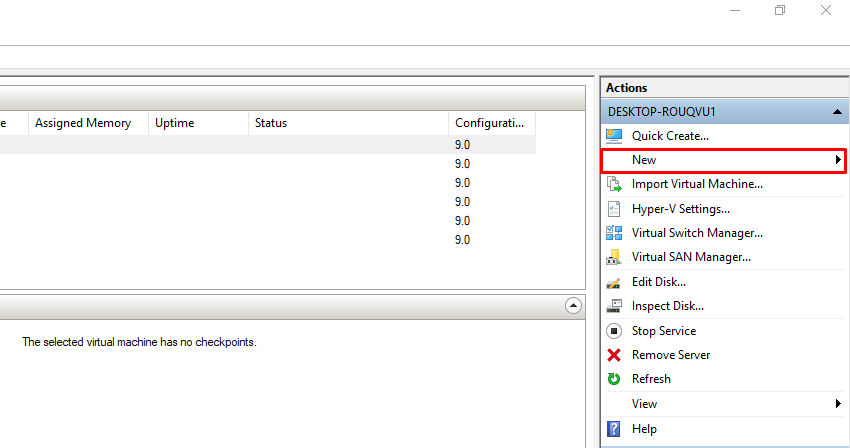 e Assigned Memory Uptime Status Configurati...
9.0
9.0
9.0
9.0
9.0
9.0
The selected virtual machine has no checkpoints.
Actions
DESKTOP-ROUQVU1
Quick Create...
New
Import Virtual Machine...
Hyper-V Settings...
Virtual Switch Manager...
Virtual SAN Manager...
Edit Disk...
Inspect Disk...
Stop Service
Remove Server
Refresh
View
Help